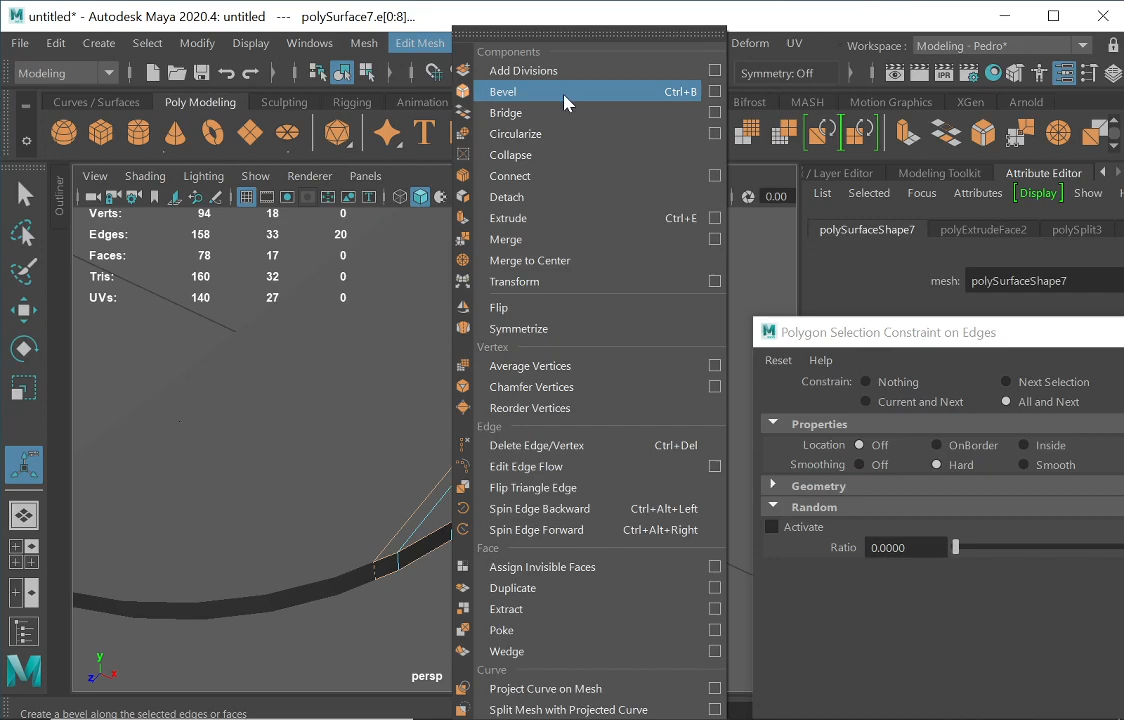 untitled* - Autodesk Maya 2020.4: untitled --- polySurface7.e[0:8]...
File Edit Create Select Modify Display Windows Mesh Edit Mesh Deform UV Workspace : Modeling - Pedro*
Modeling Symmetry: Off
Curves / Surfaces Poly Modeling Sculpting Rigging Animation Bifrost MASH Motion Graphics XGen Arnold
Outliner
View Shading Lighting Show Renderer Panels
0.00
Verts: 94 18 0
Edges: 158 33 20
Faces: 78 17 0
Tris: 160 32 0
UVs: 140 27 0
persp
y
z x
Create a bevel along the selected edges or faces
Components
Add Divisions
Bevel Ctrl+B
Bridge
Circularize
Collapse
Connect
Detach
Extrude Ctrl+E
Merge
Merge to Center
Transform
Flip
Symmetrize
Vertex
Average Vertices
Chamfer Vertices
Reorder Vertices
Edge
Delete Edge/Vertex Ctrl+Del
Edit Edge Flow
Flip Triangle Edge
Spin Edge Backward Ctrl+Alt+Left
Spin Edge Forward Ctrl+Alt+Right
Face
Assign Invisible Faces
Duplicate
Extract
Poke
Wedge
Curve
Project Curve on Mesh
Split Mesh with Projected Curve
/ Layer Editor Modeling Toolkit Attribute Editor
List Selected Focus Attributes Display Show
polySurfaceShape7 polyExtrudeFace2 polySplit3
mesh: polySurfaceShape7
Polygon Selection Constraint on Edges
Reset Help
Constrain: Nothing Next Selection
Current and Next All and Next
Properties
Location Off OnBorder Inside
Smoothing Off Hard Smooth
Geometry
Random
Activate
Ratio 0.0000